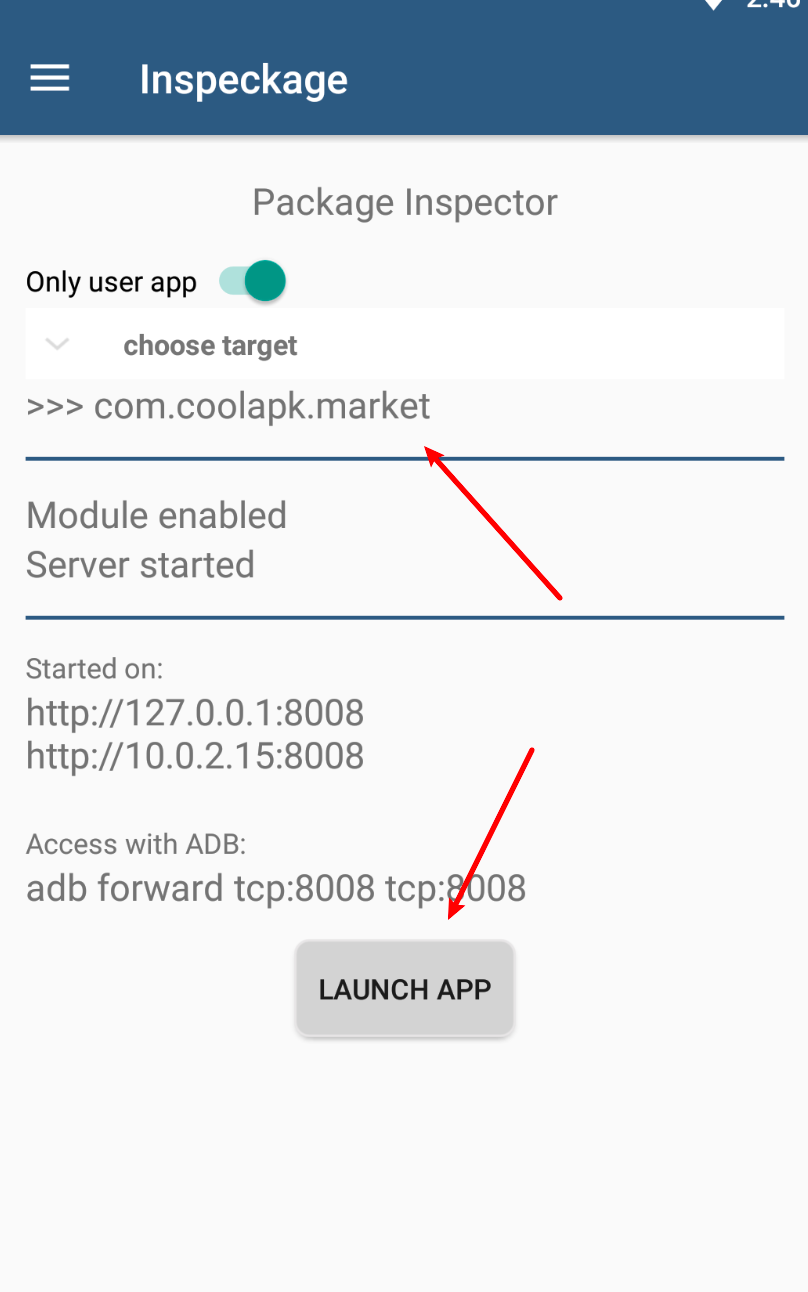 Inspeckage
Package Inspector
Only user app
choose target
>>> com.coolapk.market
Module enabled
Server started
Started on:
http://127.0.0.1:8008
http://10.0.2.15:8008
Access with ADB:
adb forward tcp:8008 tcp:8008
LAUNCH APP